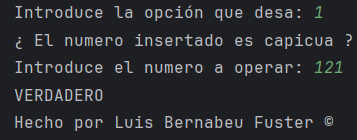 Introduce la opción que desa: 1
¿ El numero insertado es capicua ?
Introduce el numero a operar: 121
VERDADERO
Hecho por Luis Bernabeu Fuster ©